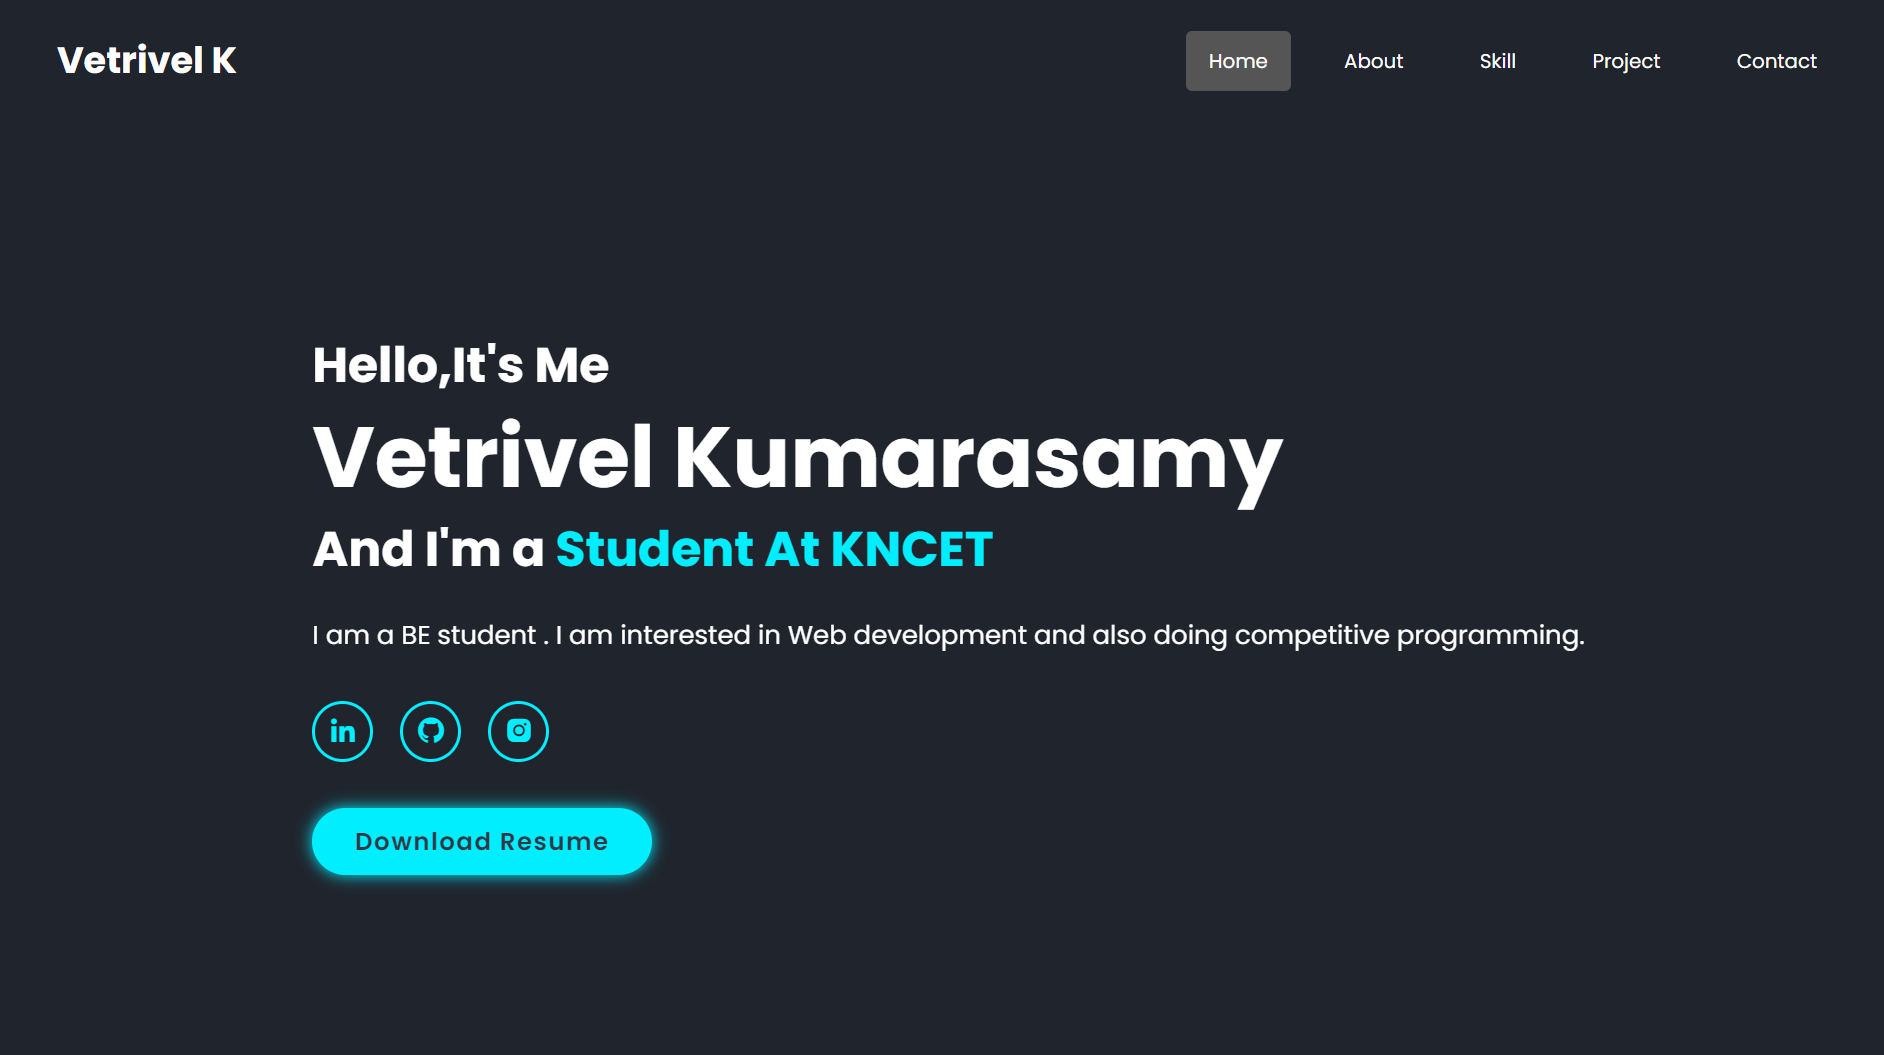 Vetrivel K
Home About Skill Project Contact
Hello,It's Me
Vetrivel Kumarasamy
And I'm a Student At KNCET
I am a BE student . I am interested in Web development and also doing competitive programming.
in
Download Resume